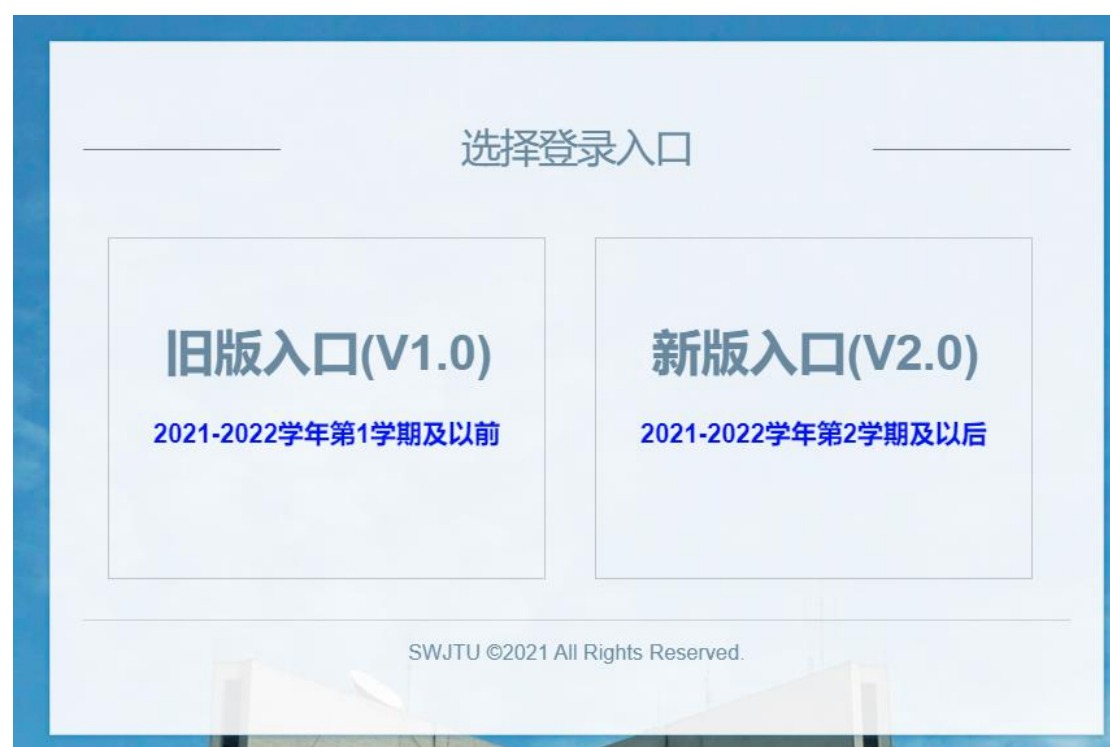 选择登录入口
旧版入口(V1.0)
2021-2022学年第1学期及以前
新版入口(V2.0)
2021-2022学年第2学期及以后
SWJTU ©2021 All Rights Reserved.